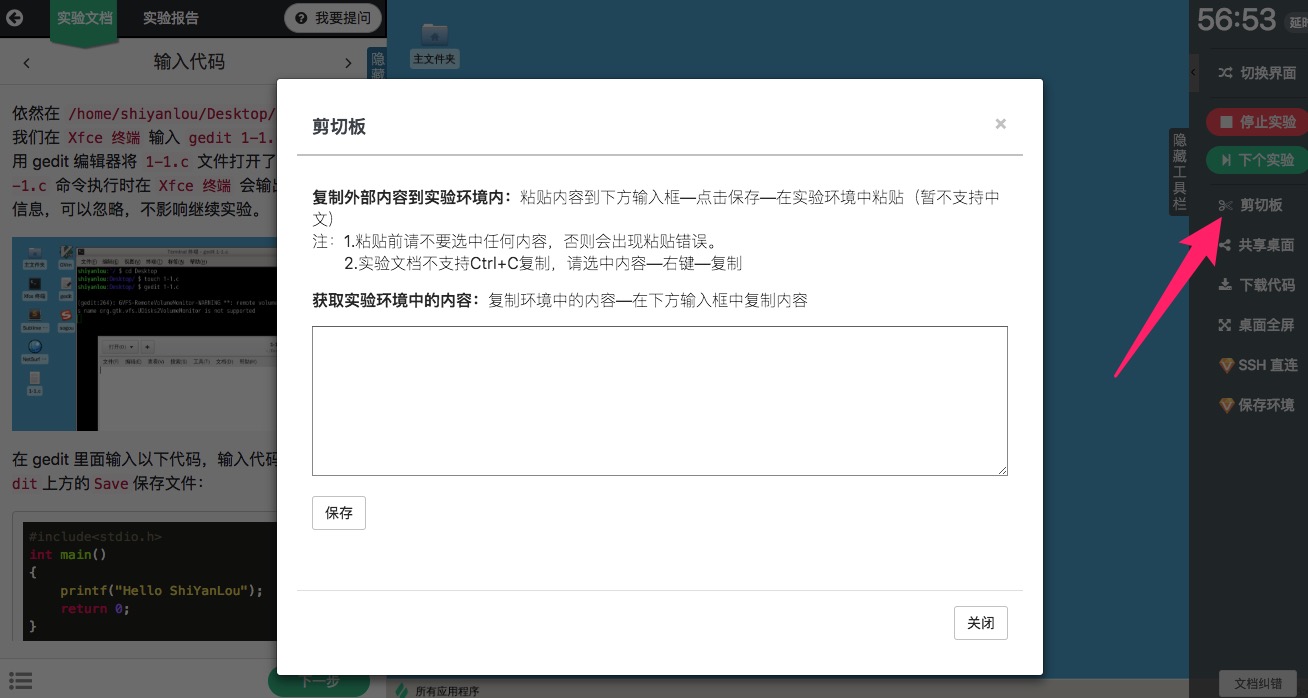 实验文档
实验报告
我要提问
输入代码
隐藏
依然在 /home/shiyanlou/Desktop/
我们在 Xfce 终端 输入 gedit 1-1.
用 gedit 编辑器将 1-1.c 文件打开了
-1.c 命令执行时在 Xfce 终端 会输出
信息，可以忽略，不影响继续实验。
在 gedit 里面输入以下代码，输入代码
dit 上方的 Save 保存文件：
#include<stdio.h>
int main()
{
printf("Hello ShiYanLou");
return 0;
}
下一步
主文件夹
剪切板
×
复制外部内容到实验环境内：粘贴内容到下方输入框—点击保存—在实验环境中粘贴（暂不支持中
文）
注： 1.粘贴前请不要选中任何内容，否则会出现粘贴错误。
2.实验文档不支持Ctrl+C复制，请选中内容—右键—复制
获取实验环境中的内容：复制环境中的内容—在下方输入框中复制内容
保存
关闭
所有应用程序
56:53
延时
切换界面
停止实验
下个实验
隐藏工具栏
剪切板
共享桌面
下载代码
桌面全屏
SSH 直连
保存环境
文档纠错